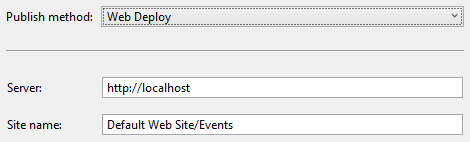 Publish method: Web Deploy
Server: http://localhost
Site name: Default Web Site/Events